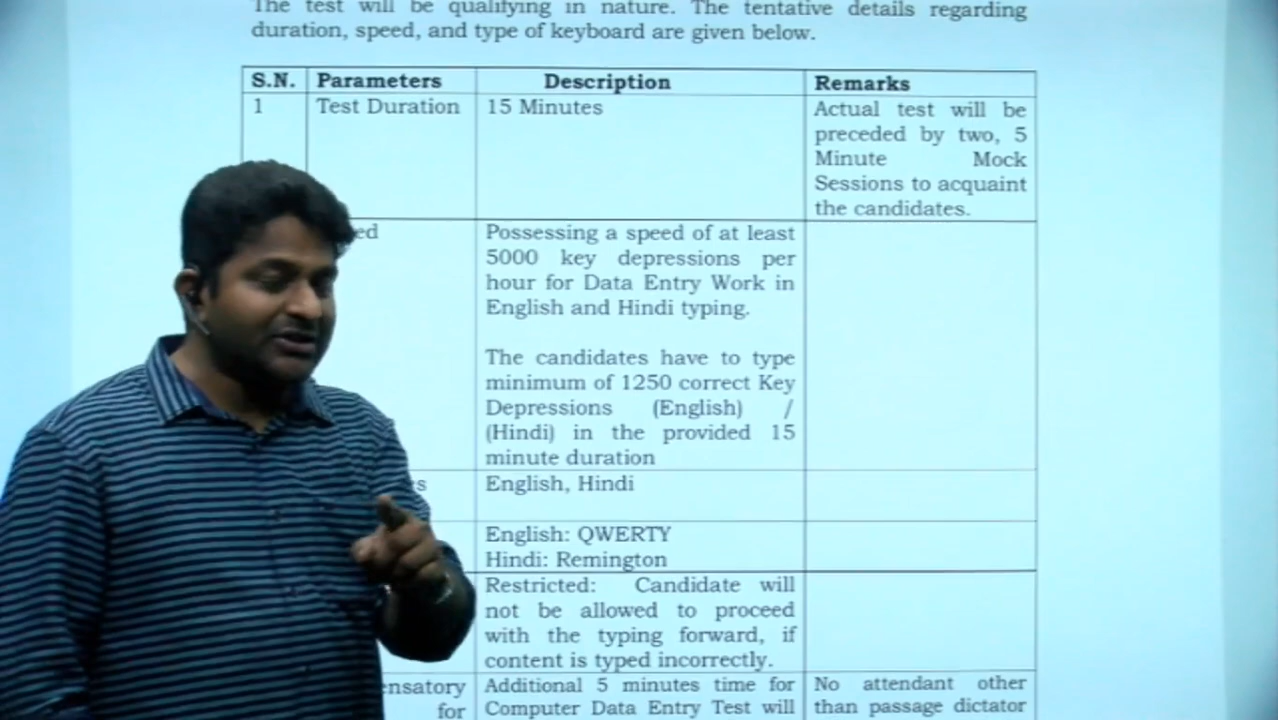 The test will be qualifying in nature. The tentative details regarding
duration, speed, and type of keyboard are given below.
S.N. Parameters Description Remarks
1 Test Duration 15 Minutes Actual test will be
preceded by two, 5
Minute Mock
Sessions to acquaint
the candidates.
ed Possessing a speed of at least
5000 key depressions per
hour for Data Entry Work in
English and Hindi typing.
The candidates have to type
minimum of 1250 correct Key
Depressions (English) /
(Hindi) in the provided 15
minute duration
s English, Hindi
English: QWERTY
Hindi: Remington
Restricted: Candidate will
not be allowed to proceed
with the typing forward, if
content is typed incorrectly.
nsatory Additional 5 minutes time for No attendant other
for Computer Data Entry Test will than passage dictator